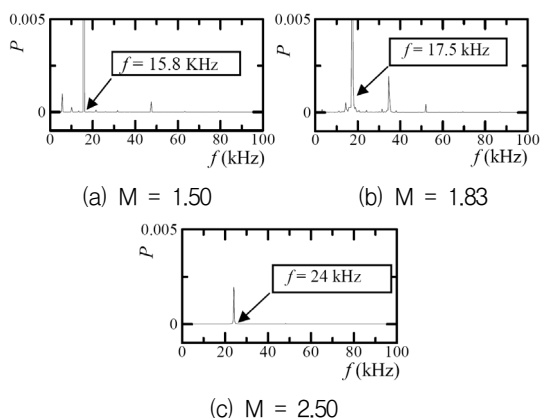 0.005
P
0
f = 15.8 KHz
0 20 40 60 80 100
f (kHz)
(a) M = 1.50
0.005
P
0
f = 17.5 kHz
0 20 40 60 80 100
f (kHz)
(b) M = 1.83
0.005
P
0
f = 24 kHz
0 20 40 60 80 100
f (kHz)
(c) M = 2.50